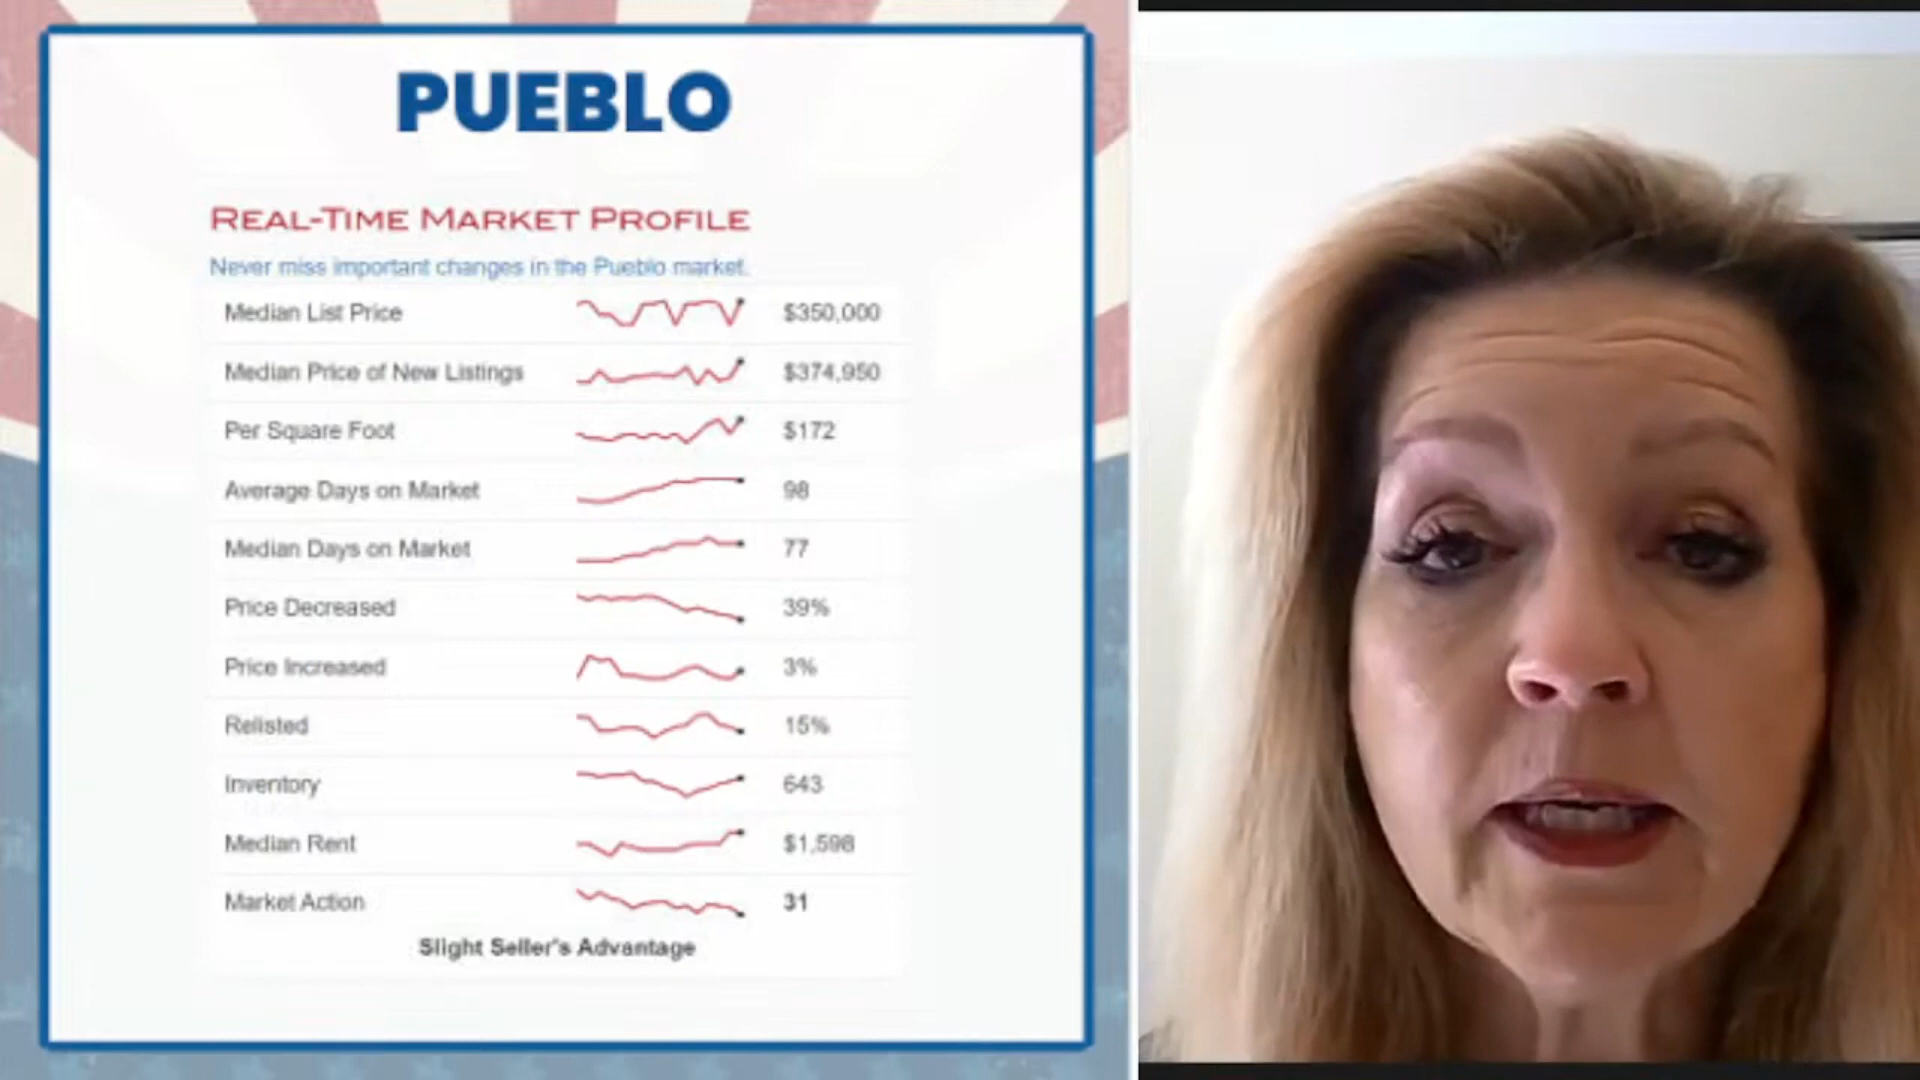 PUEBLO
REAL-TIME MARKET PROFILE
Never miss important changes in the Pueblo market.
Median List Price $350,000
Median Price of New Listings $374,950
Per Square Foot $172
Average Days on Market 98
Median Days on Market 77
Price Decreased 39%
Price Increased 3%
Relisted 15%
Inventory 643
Median Rent $1,598
Market Action 31
Slight Seller's Advantage